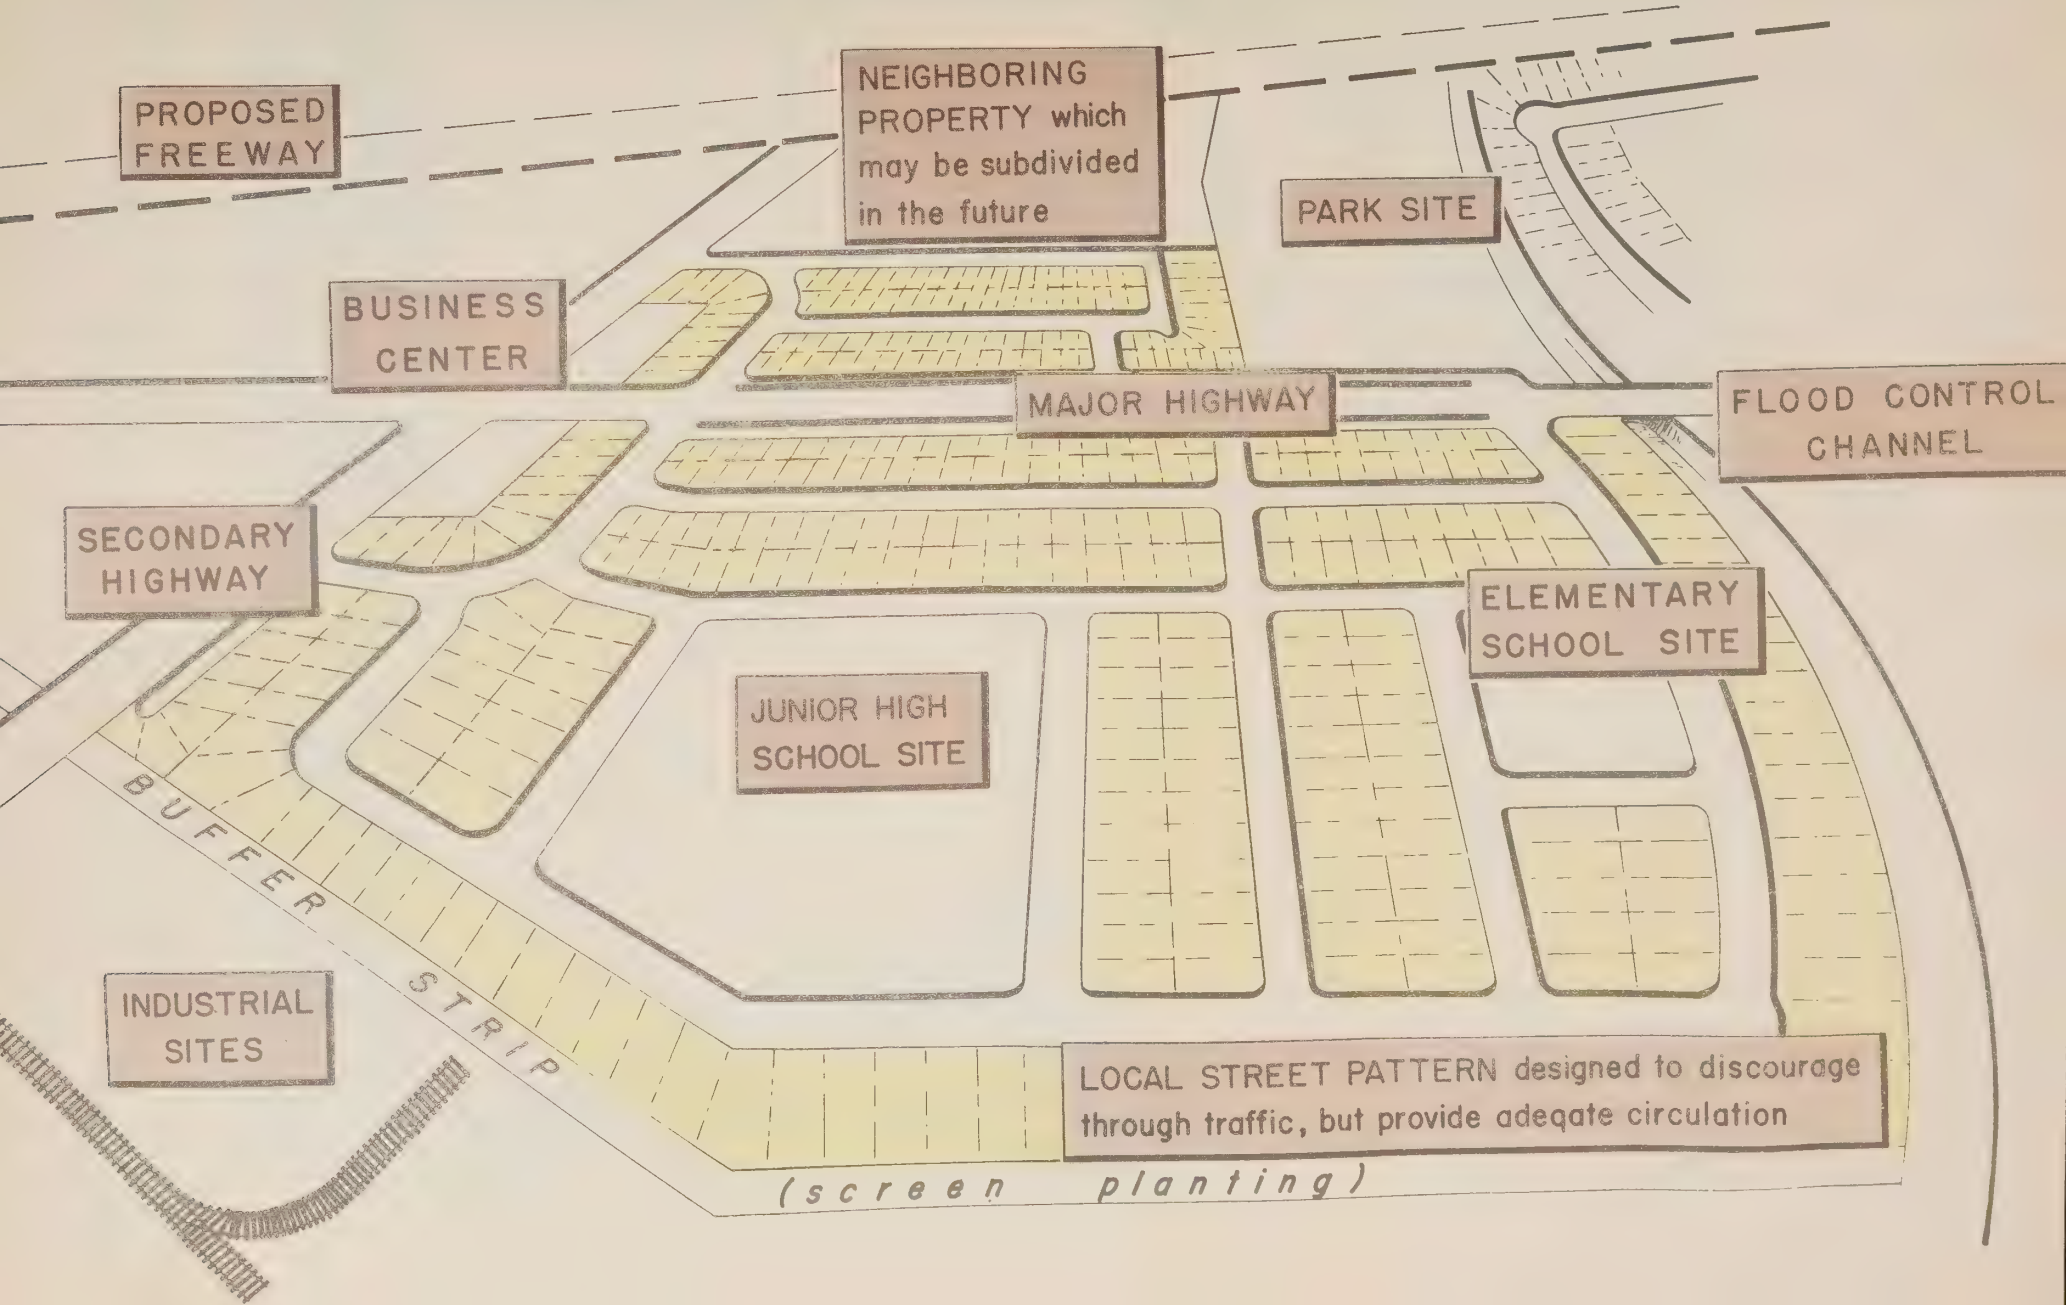 PROPOSED
FREEWAY
NEIGHBORING
PROPERTY which
may be subdivided
in the future
PARK SITE
BUSINESS
CENTER
MAJOR HIGHWAY
FLOOD CONTROL
CHANNEL
SECONDARY
HIGHWAY
ELEMENTARY
SCHOOL SITE
JUNIOR HIGH
SCHOOL SITE
BUFFER STRIP
INDUSTRIAL
SITES
LOCAL STREET PATTERN designed to discourage
through traffic, but provide adeqate circulation
(screen planting)